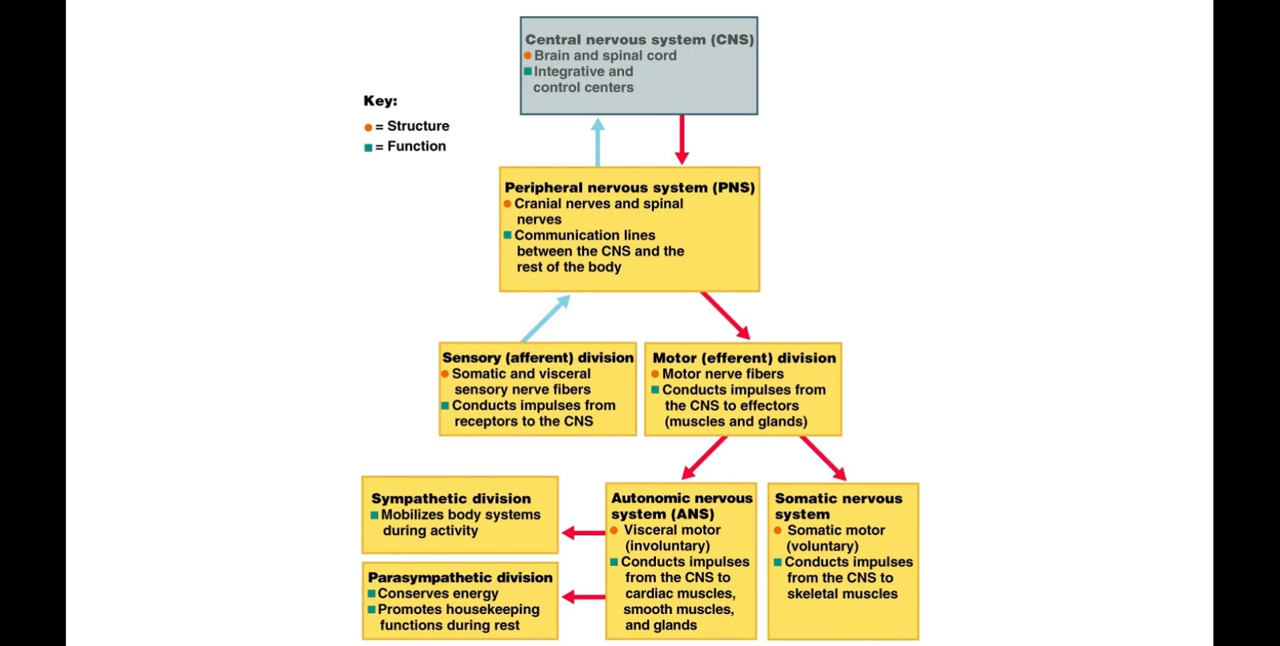 Central nervous system (CNS)
Brain and spinal cord
Integrative and
control centers
Key:
= Structure
= Function
Peripheral nervous system (PNS)
Cranial nerves and spinal
nerves
Communication lines
between the CNS and the
rest of the body
Sensory (afferent) division
Somatic and visceral
sensory nerve fibers
Conducts impulses from
receptors to the CNS
Motor (efferent) division
Motor nerve fibers
Conducts impulses from
the CNS to effectors
(muscles and glands)
Sympathetic division
Mobilizes body systems
during activity
Parasympathetic division
Conserves energy
Promotes housekeeping
functions during rest
Autonomic nervous
system (ANS)
Visceral motor
(involuntary)
Conducts impulses
from the CNS to
cardiac muscles,
smooth muscles,
and glands
Somatic nervous
system
Somatic motor
(voluntary)
Conducts impulses
from the CNS to
skeletal muscles